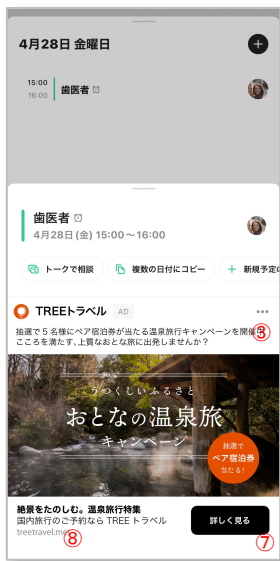 4月28日 金曜日
15:00
歯医者
16:00
歯医者
4月28日(金) 15:00～16:00
トークで相談
複数の日付にコピー
新規予定の
TREEトラベル AD
抽選で5名様にペア宿泊券が当たる温泉旅行キャンペーンを開催
こころを満たす、上質なおとな旅に出発しませんか？
③
うつくしいふるさと
おとなの温泉旅
キャンペーン
抽選で
ペア宿泊券
当たる!
絶景をたのしむ。温泉旅行特集
国内旅行のご予約なら TREE トラベル
treetravel.me
⑧
詳しく見る
⑦